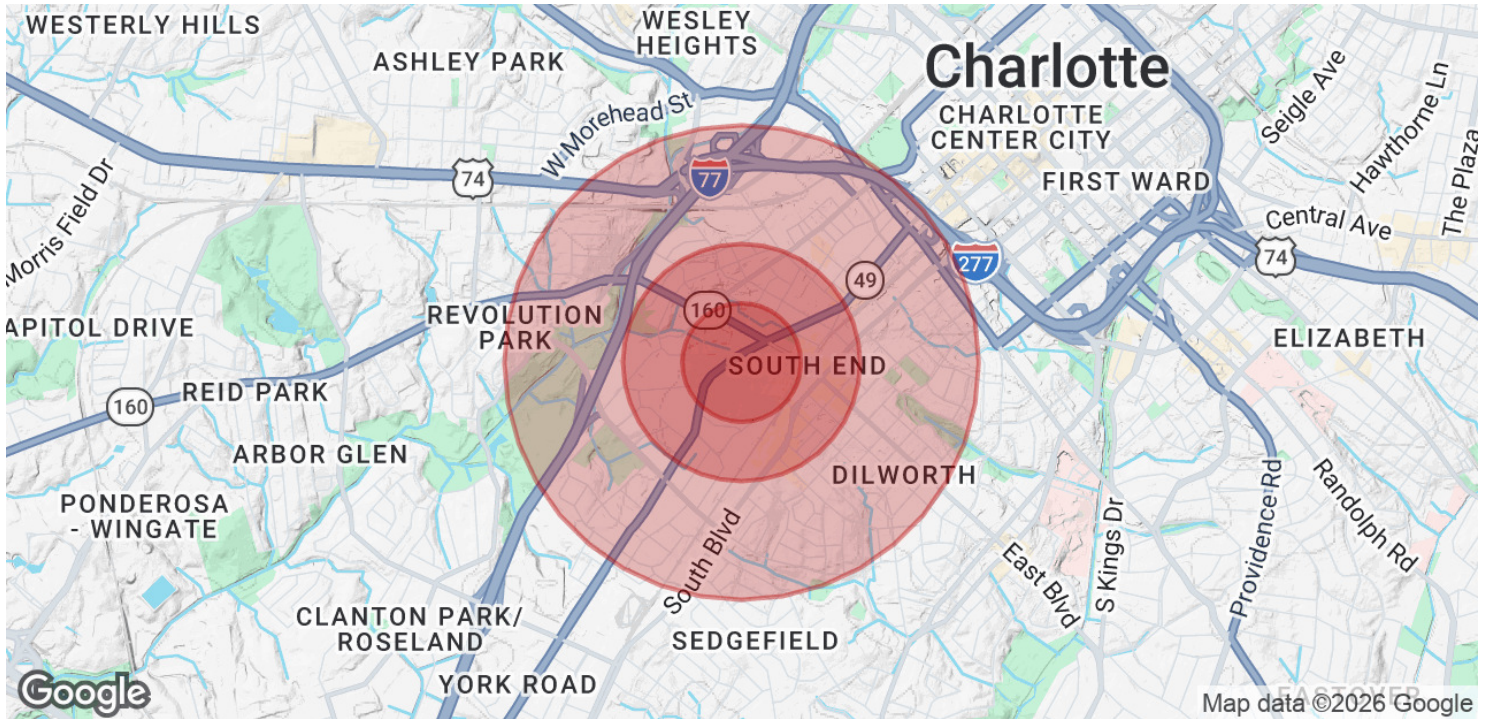 WESTERLY HILLS
WESLEY
HEIGHTS
ASHLEY PARK
Charlotte
CHARLOTTE
CENTER CITY
Seigle Ave
Hawthorne Ln
The Plaza
W Morehead St
74
77
FIRST WARD
Morris Field Dr
Central Ave
74
277
49
160
REVOLUTION
PARK
APITOL DRIVE
ELIZABETH
SOUTH END
REID PARK
160
ARBOR GLEN
DILWORTH
PONDEROSA
- WINGATE
Randolph Rd
Providence Rd
South Blvd
East Blvd
S Kings Dr
CLANTON PARK/
ROSELAND
SEDGEFIELD
YORK ROAD
EASTOVER
Google
Map data ©2026 Google